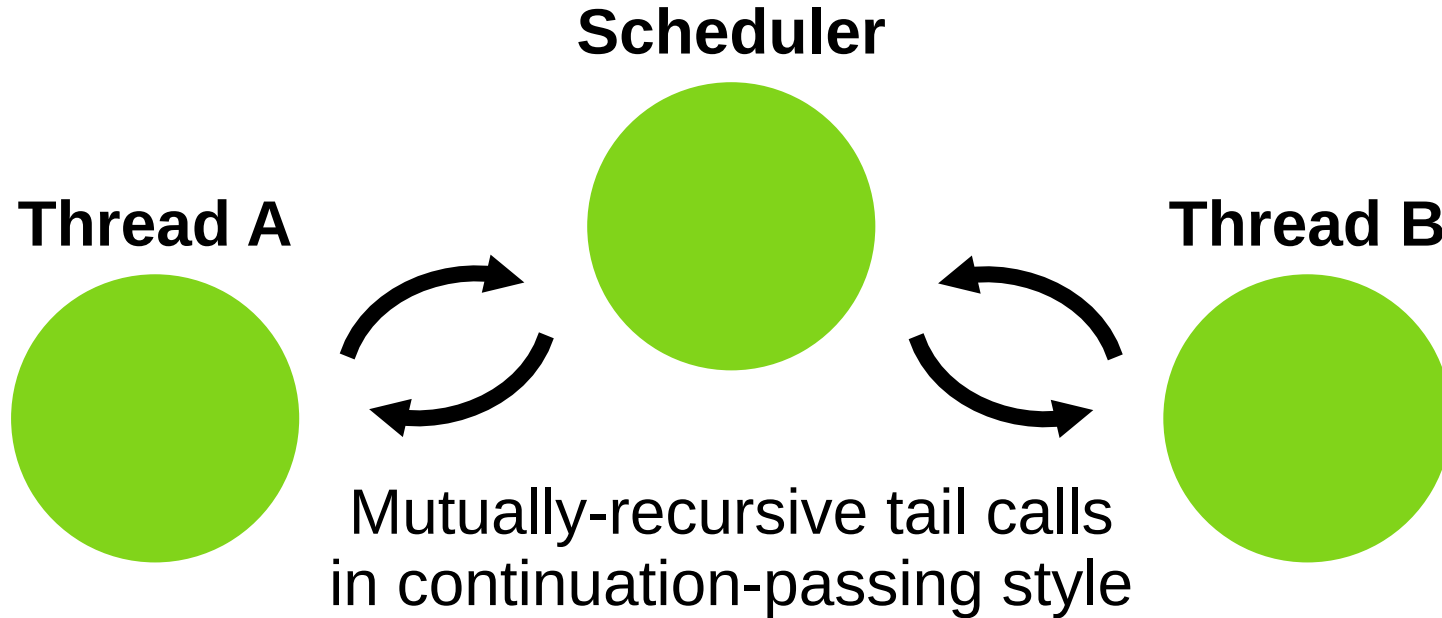 Scheduler
Thread A
Thread B
Mutually-recursive tail calls
in continuation-passing style